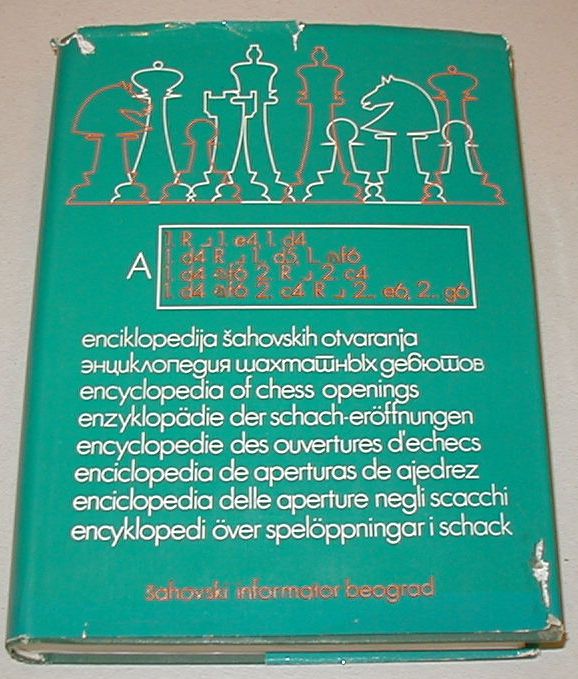 A
1. R ⌟ 1. e4, 1. d4
1. d4 R ⌟ 1... d5, 1... ♘f6
1. d4 ♘f6 2. R ⌟ 2. c4
1. d4 ♘f6 2. c4 R ⌟ 2... e6, 2... g6
enciklopedija šahovskih otvaranja
энциклопедия шахматных дебютов
encyclopedia of chess openings
enzyklopädie der schach-eröffnungen
encyclopedie des ouvertures d'echecs
enciclopedia de aperturas de ajedrez
enciclopedia delle aperture negli scacchi
encyklopedi över spelöppningar i schack
šahovski informator beograd